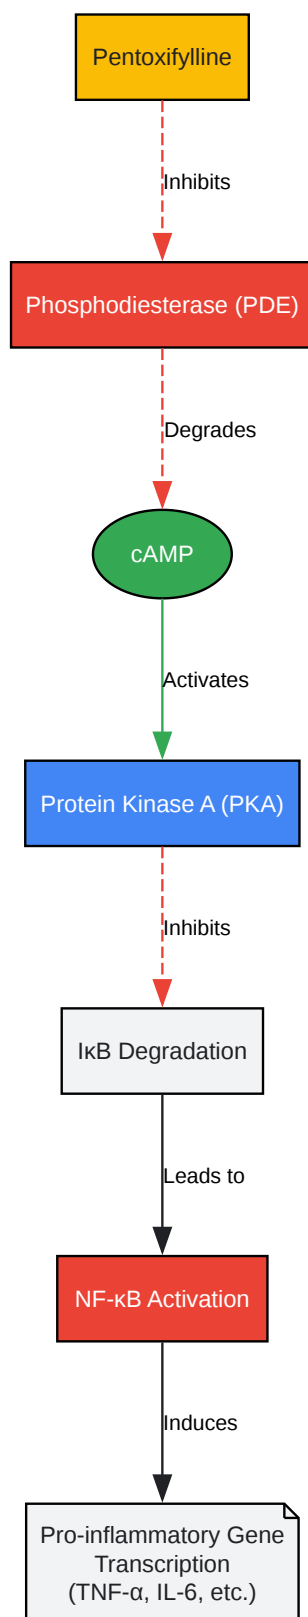 Pentoxifylline
Inhibits
Phosphodiesterase (PDE)
Degrades
cAMP
Activates
Protein Kinase A (PKA)
Inhibits
IκB Degradation
Leads to
NF-κB Activation
Induces
Pro-inflammatory Gene
Transcription
(TNF-α, IL-6, etc.)